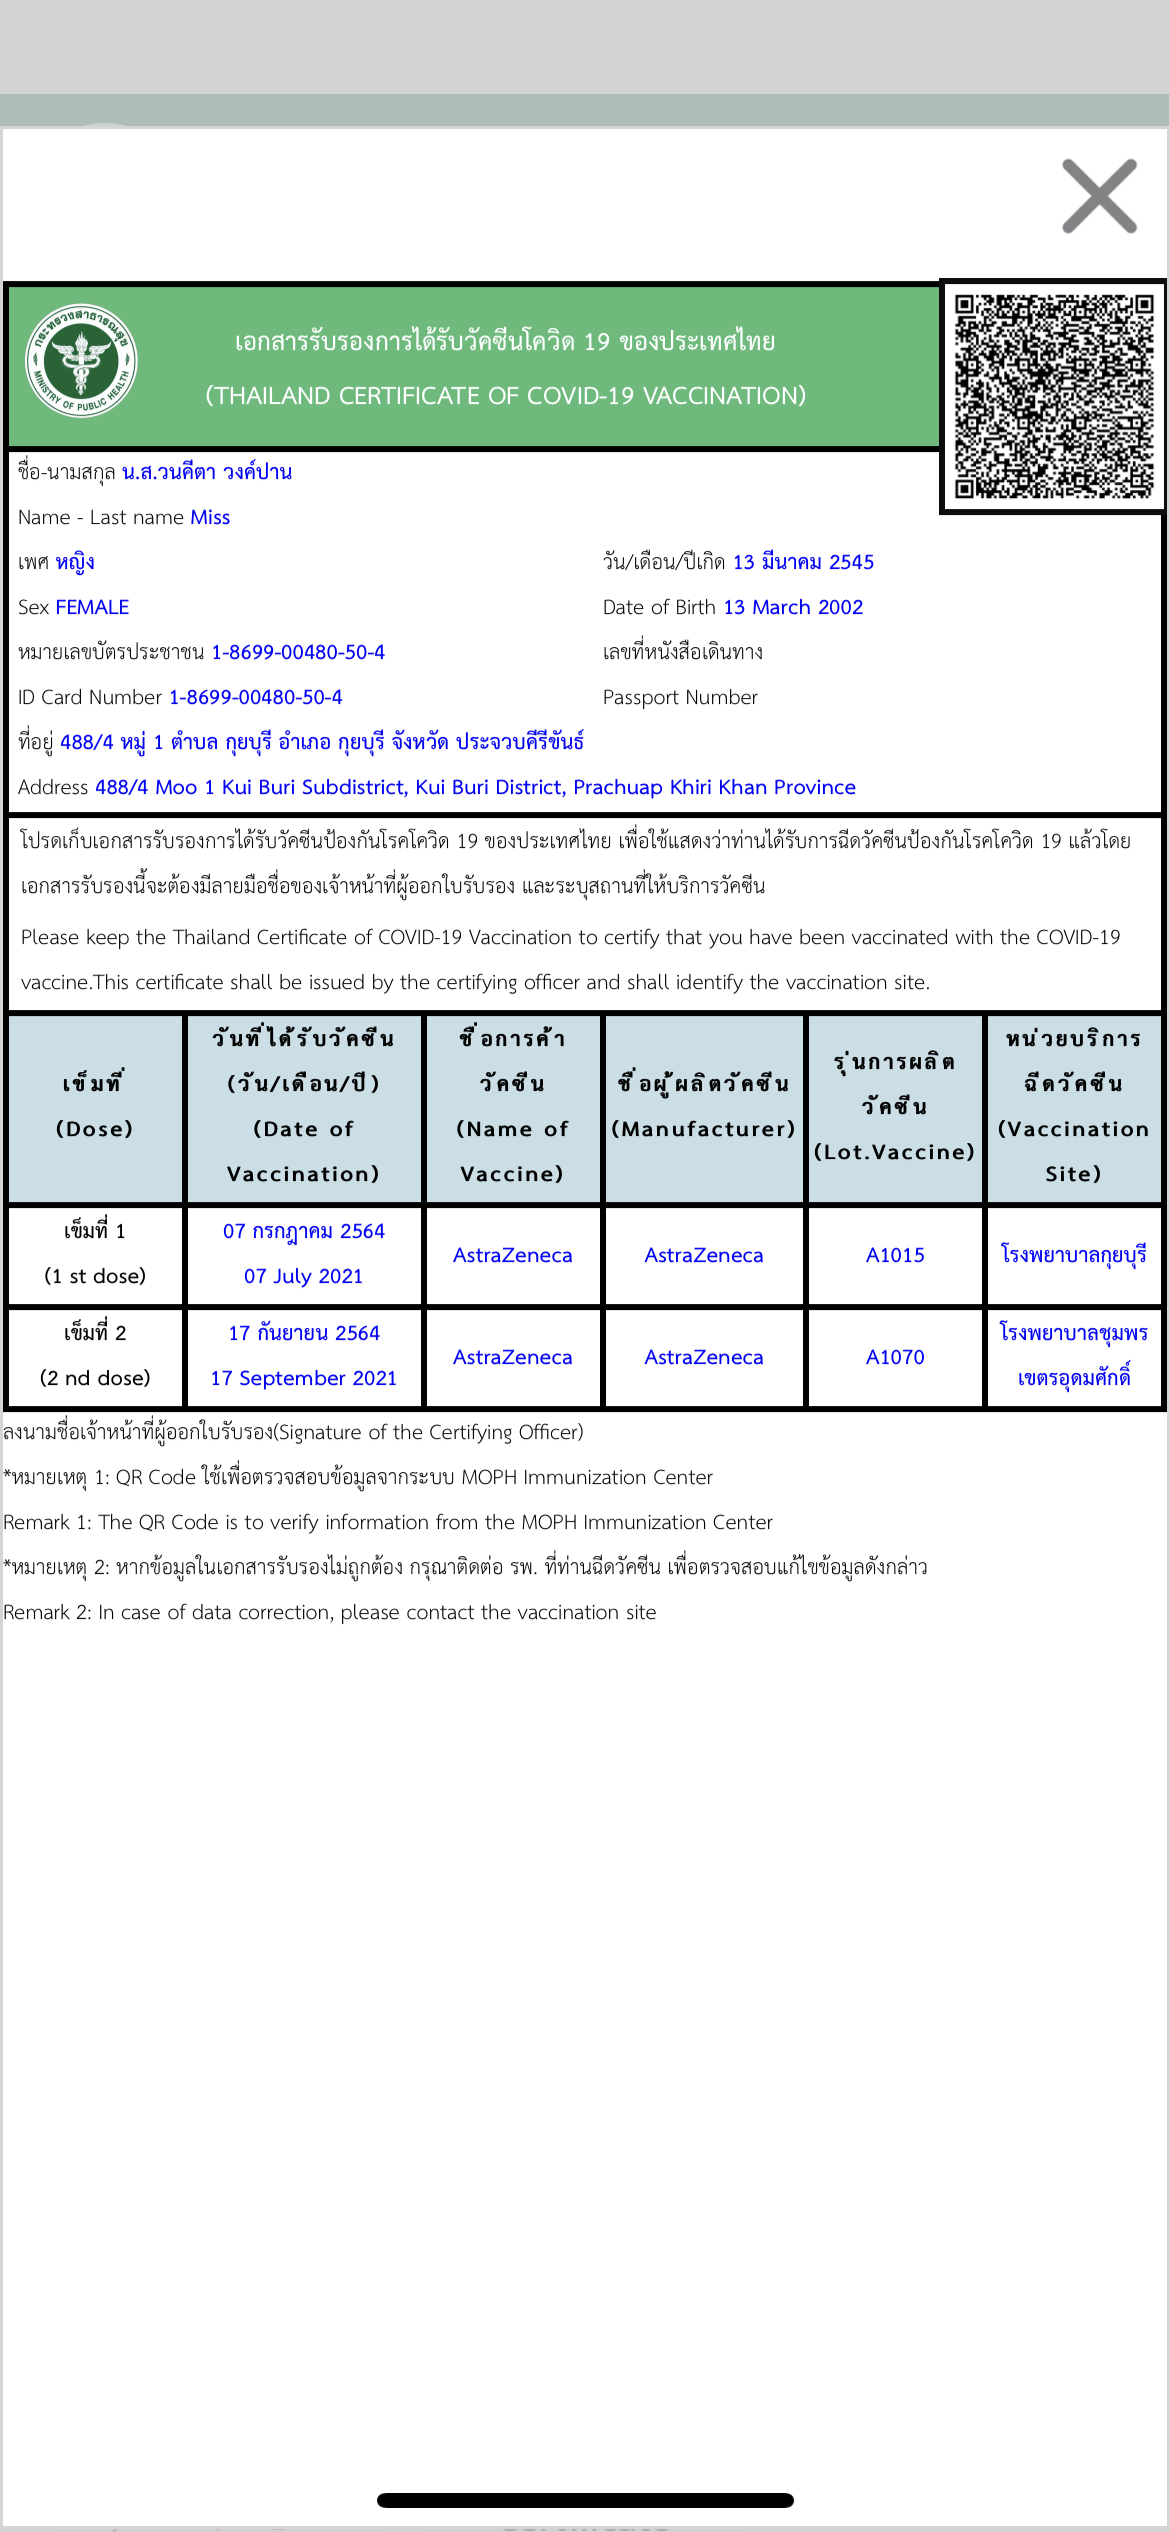 กระทรวงสาธารณสุข
MINISTRY OF PUBLIC HEALTH
เอกสารรับรองการได้รับวัคซีนโควิด 19 ของประเทศไทย
(THAILAND CERTIFICATE OF COVID-19 VACCINATION)
ชื่อ-นามสกุล น.ส.วนคีตา วงค์ปาน
Name - Last name Miss
เพศ หญิง วัน/เดือน/ปีเกิด 13 มีนาคม 2545
Sex FEMALE Date of Birth 13 March 2002
หมายเลขบัตรประชาชน 1-8699-00480-50-4 เลขที่หนังสือเดินทาง
ID Card Number 1-8699-00480-50-4 Passport Number
ที่อยู่ 488/4 หมู่ 1 ตำบล กุยบุรี อำเภอ กุยบุรี จังหวัด ประจวบคีรีขันธ์
Address 488/4 Moo 1 Kui Buri Subdistrict, Kui Buri District, Prachuap Khiri Khan Province
โปรดเก็บเอกสารรับรองการได้รับวัคซีนป้องกันโรคโควิด 19 ของประเทศไทย เพื่อใช้แสดงว่าท่านได้รับการฉีดวัคซีนป้องกันโรคโควิด 19 แล้วโดย
เอกสารรับรองนี้จะต้องมีลายมือชื่อของเจ้าหน้าที่ผู้ออกใบรับรอง และระบุสถานที่ให้บริการวัคซีน
Please keep the Thailand Certificate of COVID-19 Vaccination to certify that you have been vaccinated with the COVID-19
vaccine.This certificate shall be issued by the certifying officer and shall identify the vaccination site.
เข็มที่
(Dose)
วันที่ได้รับวัคซีน
(วัน/เดือน/ปี)
(Date of
Vaccination)
ชื่อการค้า
วัคซีน
(Name of
Vaccine)
ชื่อผู้ผลิตวัคซีน
(Manufacturer)
รุ่นการผลิต
วัคซีน
(Lot.Vaccine)
หน่วยบริการ
ฉีดวัคซีน
(Vaccination
Site)
เข็มที่ 1
(1 st dose)
07 กรกฎาคม 2564
07 July 2021
AstraZeneca
AstraZeneca
A1015
โรงพยาบาลกุยบุรี
เข็มที่ 2
(2 nd dose)
17 กันยายน 2564
17 September 2021
AstraZeneca
AstraZeneca
A1070
โรงพยาบาลชุมพร
เขตรอุดมศักดิ์
ลงนามชื่อเจ้าหน้าที่ผู้ออกใบรับรอง(Signature of the Certifying Officer)
*หมายเหตุ 1: QR Code ใช้เพื่อตรวจสอบข้อมูลจากระบบ MOPH Immunization Center
Remark 1: The QR Code is to verify information from the MOPH Immunization Center
*หมายเหตุ 2: หากข้อมูลในเอกสารรับรองไม่ถูกต้อง กรุณาติดต่อ รพ. ที่ท่านฉีดวัคซีน เพื่อตรวจสอบแก้ไขข้อมูลดังกล่าว
Remark 2: In case of data correction, please contact the vaccination site